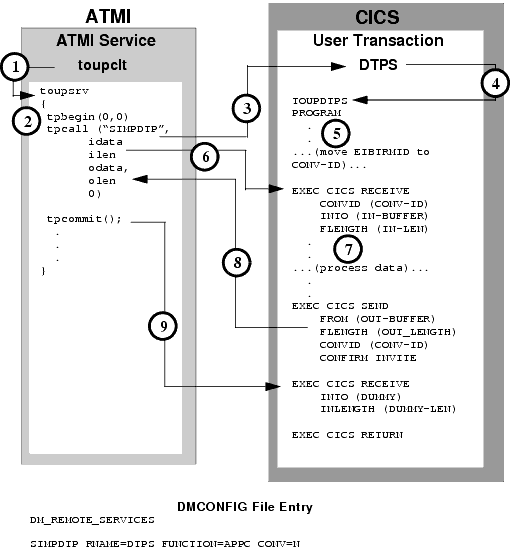 ATMI
ATMI Service
toupclt
1
toupsrv
{
2
tpbegin(0,0)
tpcall ("SIMPDTP",
idata
ilen
odata,
olen
0)
tpcommit();
.
.
.
}
3
6
8
9
CICS
User Transaction
DTPS
4
TOUPDTPS
PROGRAM
.
5
.
...(move EIBTRMID to
CONV-ID)...
EXEC CICS RECEIVE
CONVID (CONV-ID)
INTO (IN-BUFFER)
FLENGTH (IN-LEN)
.
7
.
...(process data)...
.
.
EXEC CICS SEND
FROM (OUT-BUFFER)
FLENGTH (OUT_LENGTH)
CONVID (CONV-ID)
CONFIRM INVITE
EXEC CICS RECEIVE
INTO (DUMMY)
INLENGTH (DUMMY-LEN)
EXEC CICS RETURN
DMCONFIG File Entry
DM_REMOTE_SERVICES
SIMPDTP RNAME=DTPS FUNCTION=APPC CONV=N